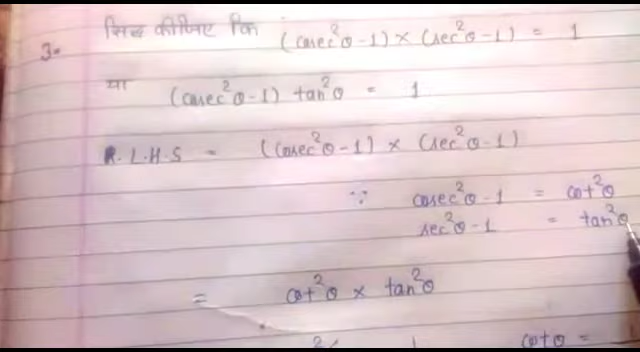 3. सिद्ध कीजिए कि (cosec²θ-1) × (sec²θ-1) = 1
या (cosec²θ-1) tan²θ = 1
R.L.H.S = (cosec²θ-1) × (sec²θ-1)
∵ cosec²θ-1 = cot²θ
sec²θ-1 = tan²θ
= cot²θ × tan²θ
cotθ =